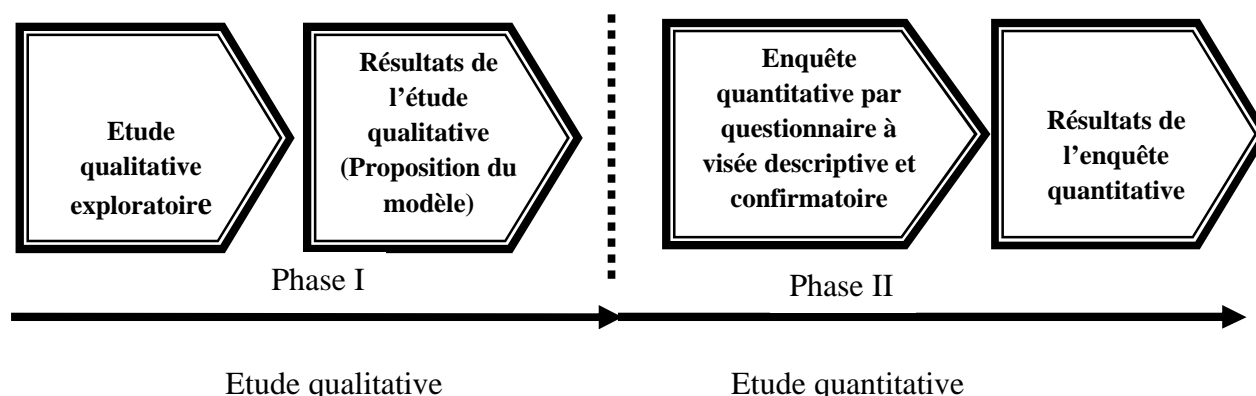 Etude
qualitative
exploratoire
Résultats de
l’étude
qualitative
(Proposition du
modèle)
Enquête
quantitative par
questionnaire à
visée descriptive et
confirmatoire
Résultats de
l’enquête
quantitative
Phase I
Phase II
Etude qualitative
Etude quantitative